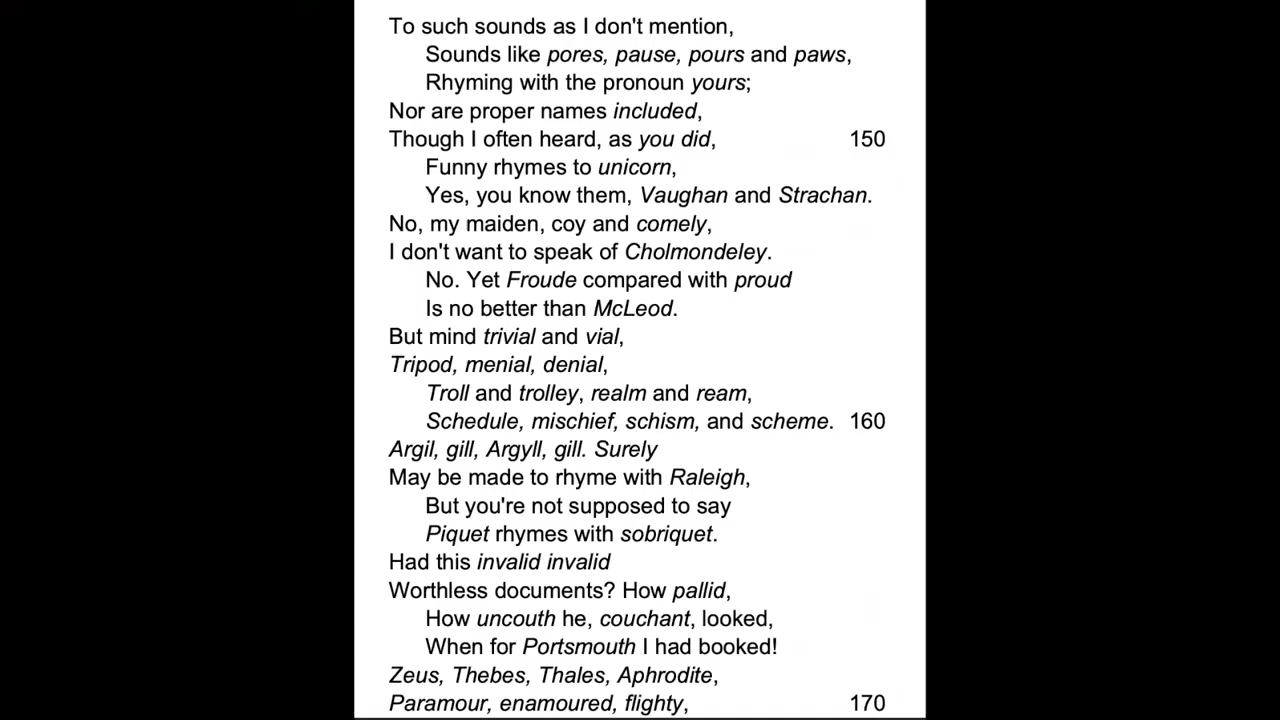 To such sounds as I don't mention,
Sounds like pores, pause, pours and paws,
Rhyming with the pronoun yours;
Nor are proper names included,
Though I often heard, as you did, 150
Funny rhymes to unicorn,
Yes, you know them, Vaughan and Strachan.
No, my maiden, coy and comely,
I don't want to speak of Cholmondeley.
No. Yet Froude compared with proud
Is no better than McLeod.
But mind trivial and vial,
Tripod, menial, denial,
Troll and trolley, realm and ream,
Schedule, mischief, schism, and scheme. 160
Argil, gill, Argyll, gill. Surely
May be made to rhyme with Raleigh,
But you're not supposed to say
Piquet rhymes with sobriquet.
Had this invalid invalid
Worthless documents? How pallid,
How uncouth he, couchant, looked,
When for Portsmouth I had booked!
Zeus, Thebes, Thales, Aphrodite,
Paramour, enamoured, flighty, 170